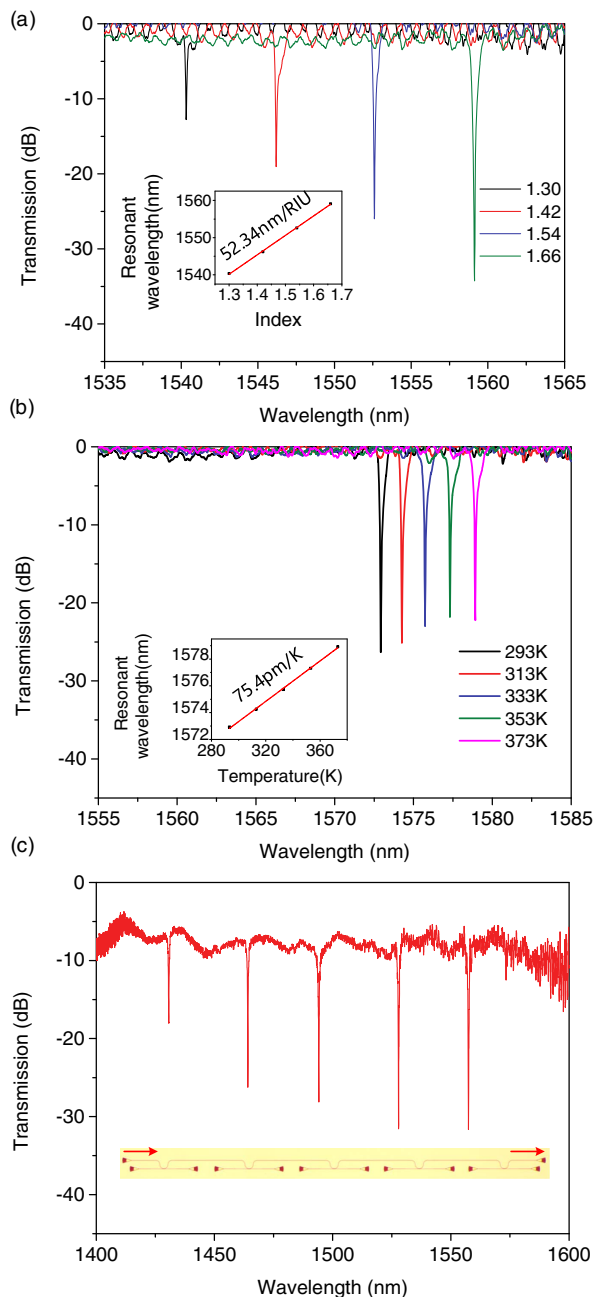 (a)
0
-10
-20
-30
-40
Transmission (dB)
Resonant
wavelength(nm)
1560
1550
1540
52.34nm/RIU
1.3 1.4 1.5 1.6 1.7
Index
1.30
1.42
1.54
1.66
1535 1540 1545 1550 1555 1560 1565
Wavelength (nm)
(b)
0
-10
-20
-30
-40
Transmission (dB)
Resonant
wavelength(nm)
1578
1576
1574
1572
75.4pm/K
280 320 360
Temperature(K)
293K
313K
333K
353K
373K
1555 1560 1565 1570 1575 1580 1585
Wavelength (nm)
(c)
0
-10
-20
-30
-40
Transmission (dB)
1400 1450 1500 1550 1600
Wavelength (nm)